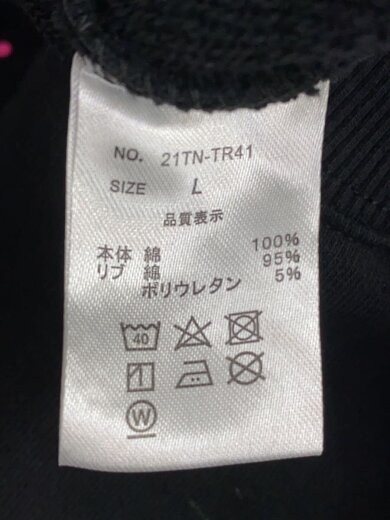 NO. 21TN-TR41
SIZE L
品質表示
本体 綿 100%
リブ 綿 95%
ポリウレタン 5%
40
W